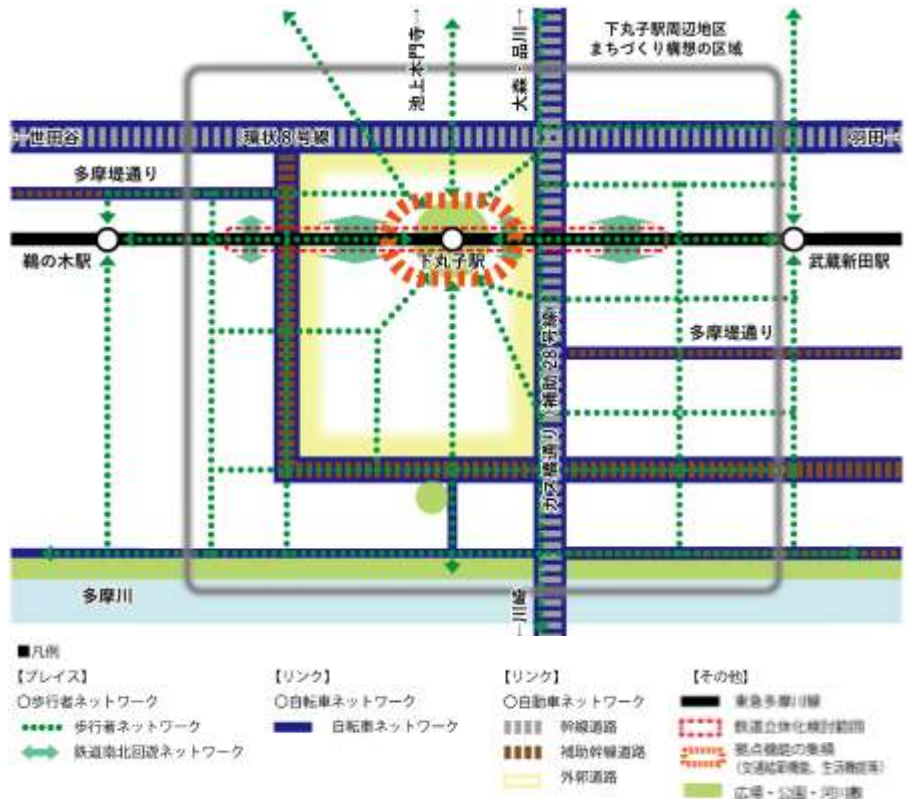 池上本門寺→
大森・品川→
下丸子駅周辺地区
まちづくり構想の区域
←世田谷
環状8号線
羽田→
多摩堤通り
鵜の木駅
下丸子駅
武蔵新田駅
多摩堤通り
ガス橋通り(補助28号線)
多摩川
←川崎
■凡例
【プレイス】
○歩行者ネットワーク
歩行者ネットワーク
鉄道南北回遊ネットワーク
【リンク】
○自転車ネットワーク
自転車ネットワーク
【リンク】
○自動車ネットワーク
幹線道路
補助幹線道路
外郭道路
【その他】
東急多摩川線
鉄道立体化検討範囲
拠点機能の集積
(交通結節機能、生活機能等)
広場・公園・河川敷